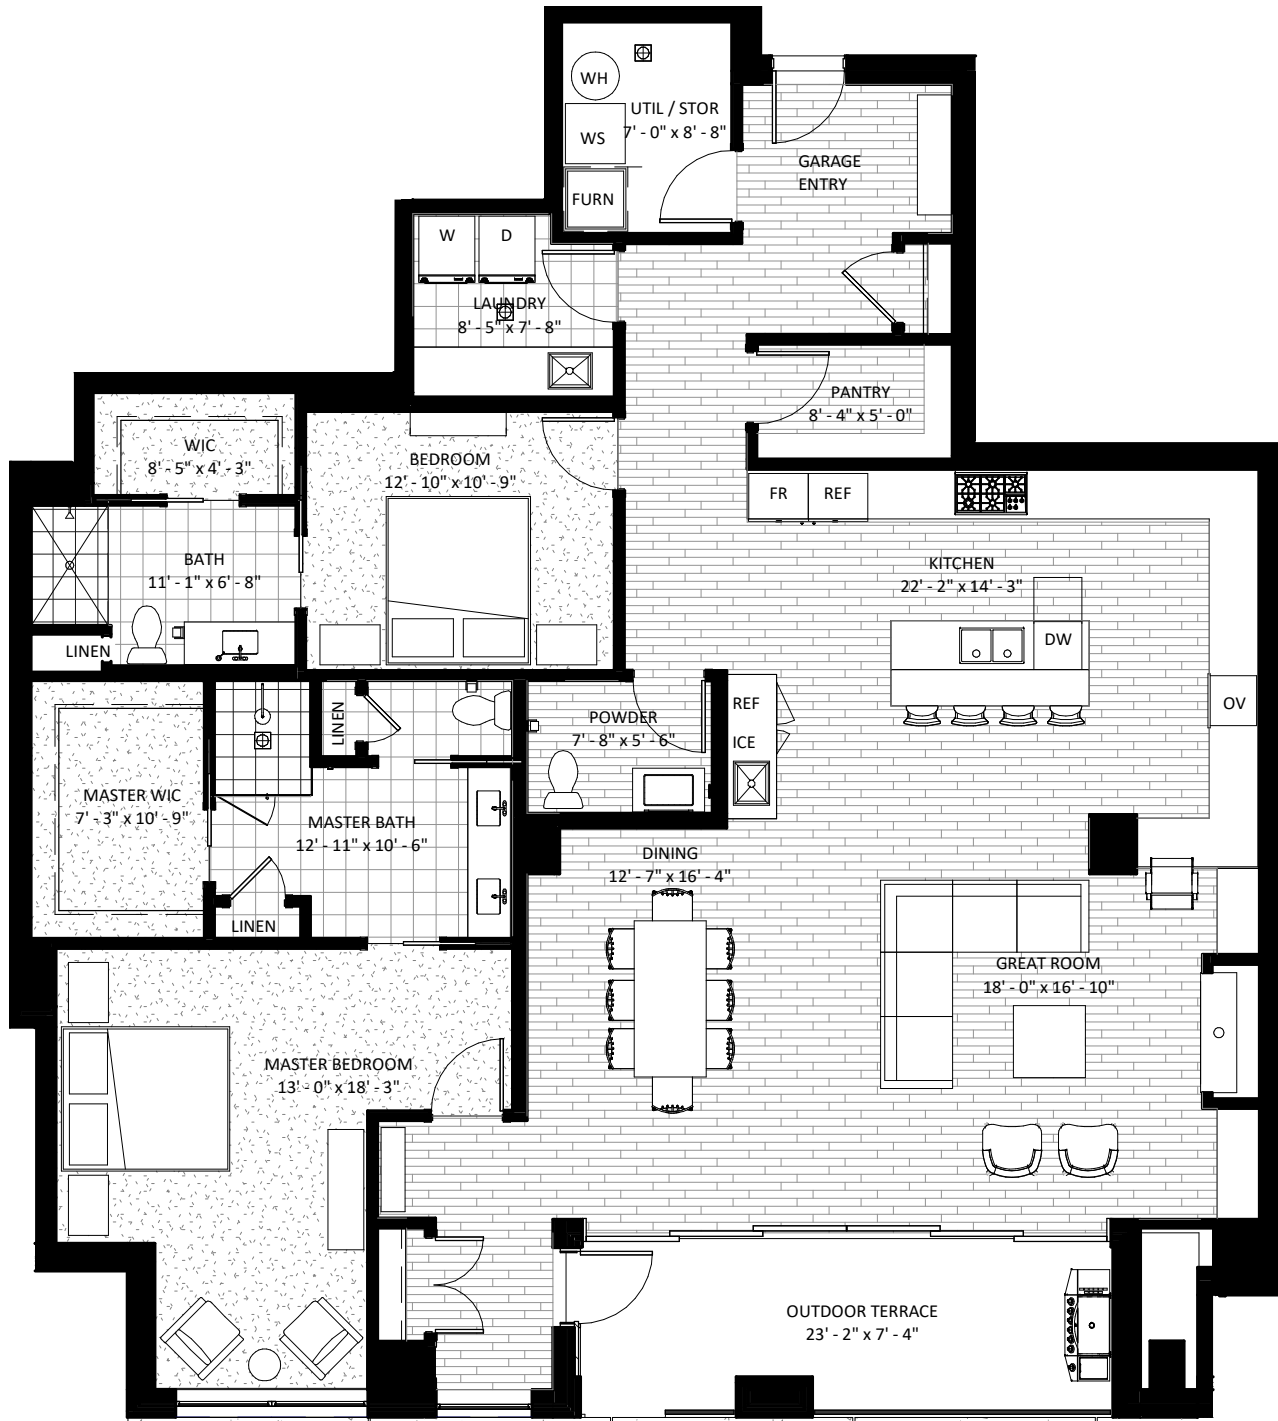 WH
UTIL / STOR
7' - 0" x 8' - 8"
WS
GARAGE
ENTRY
FURN
W
D
LAUNDRY
8' - 5" x 7' - 8"
PANTRY
8' - 4" x 5' - 0"
WIC
8' - 5" x 4' - 3"
BEDROOM
12' - 10" x 10' - 9"
FR
REF
BATH
11' - 1" x 6' - 8"
KITCHEN
22' - 2" x 14' - 3"
DW
LINEN
LINEN
POWDER
7' - 8" x 5' - 6"
REF
ICE
OV
MASTER WIC
7' - 3" x 10' - 9"
MASTER BATH
12' - 11" x 10' - 6"
DINING
12' - 7" x 16' - 4"
LINEN
GREAT ROOM
18' - 0" x 16' - 10"
MASTER BEDROOM
13' - 0" x 18' - 3"
OUTDOOR TERRACE
23' - 2" x 7' - 4"